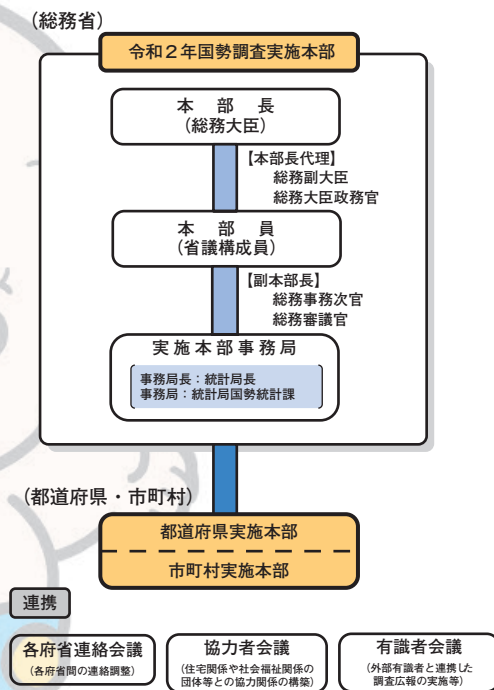 (総務省)
令和２年国勢調査実施本部
本　部　長
(総務大臣)
【本部長代理】
総務副大臣
総務大臣政務官
本　部　員
(省議構成員)
【副本部長】
総務事務次官
総務審議官
実施本部事務局
事務局長：統計局長
事務局：統計局国勢統計課
(都道府県・市町村)
都道府県実施本部
市町村実施本部
連携
各府省連絡会議
(各府省間の連絡調整)
協力者会議
(住宅関係や社会福祉関係の
団体等との協力関係の構築)
有識者会議
(外部有識者と連携した
調査広報の実施等)